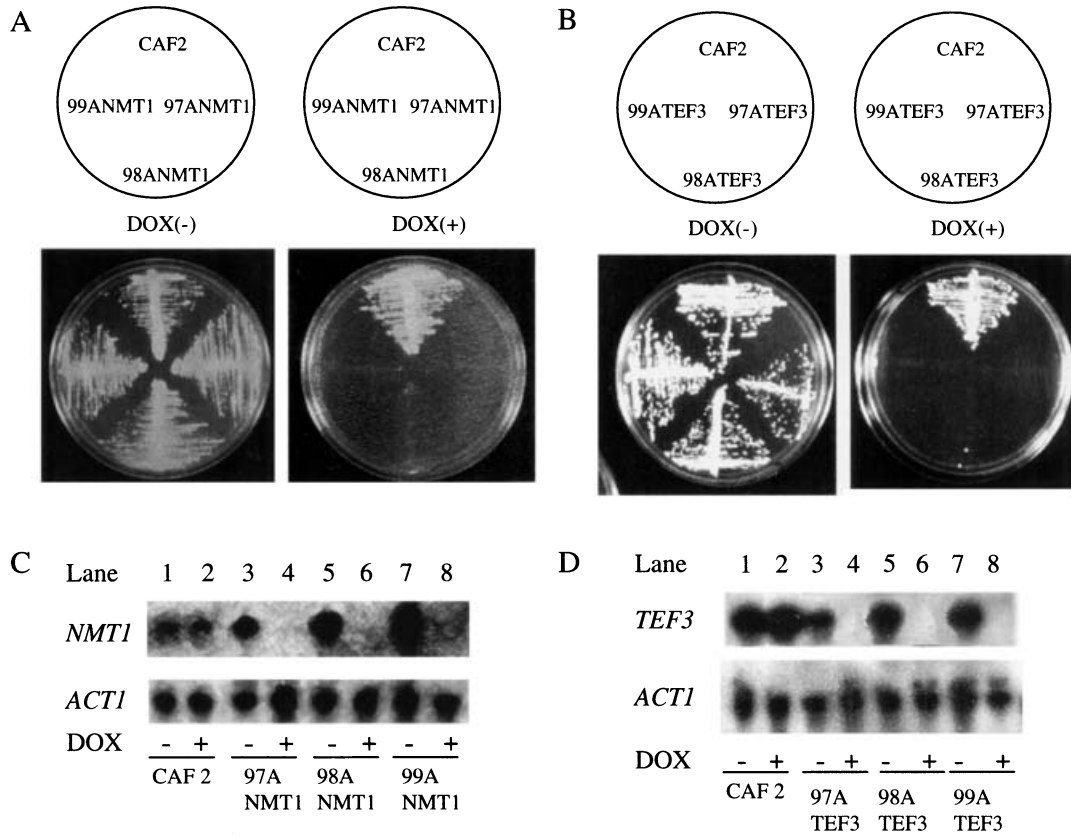 A
CAF2
99ANMT1 97ANMT1
98ANMT1
DOX(-)
CAF2
99ANMT1 97ANMT1
98ANMT1
DOX(+)
B
CAF2
99ATEF3 97ATEF3
98ATEF3
DOX(-)
CAF2
99ATEF3 97ATEF3
98ATEF3
DOX(+)
C
Lane 1 2 3 4 5 6 7 8
NMT1
ACT1
DOX - + - + - + - +
CAF 2 97A 98A 99A
NMT1 NMT1 NMT1
D
Lane 1 2 3 4 5 6 7 8
TEF3
ACT1
DOX - + - + - + - +
CAF 2 97A 98A 99A
TEF3 TEF3 TEF3